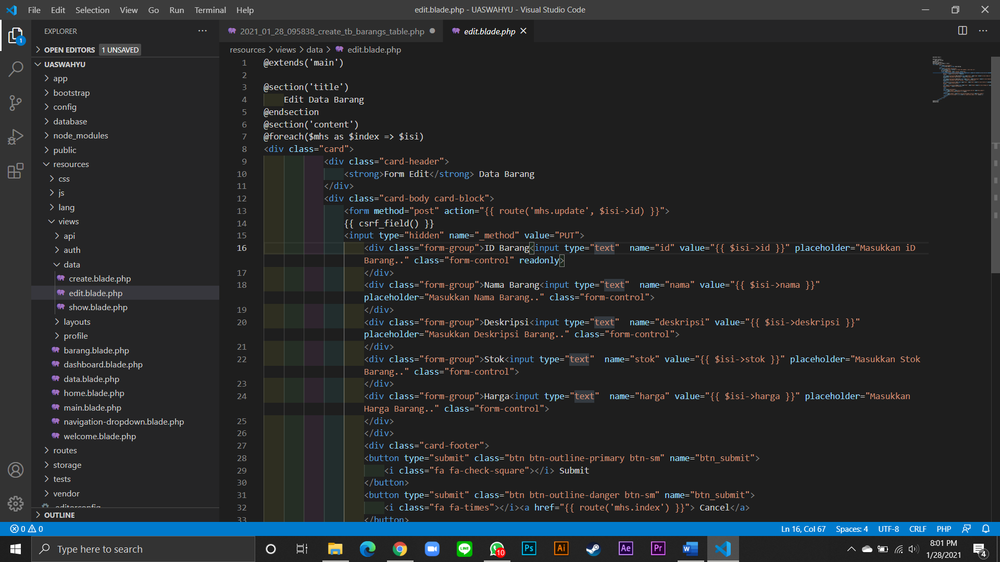 File Edit Selection View Go Run Terminal Help
edit.blade.php - UASWAHYU - Visual Studio Code
EXPLORER
OPEN EDITORS 1 UNSAVED
UASWAHYU
app
bootstrap
config
database
node_modules
public
resources
css
js
lang
views
api
auth
data
create.blade.php
edit.blade.php
show.blade.php
layouts
profile
barang.blade.php
dashboard.blade.php
data.blade.php
home.blade.php
main.blade.php
navigation-dropdown.blade.php
welcome.blade.php
routes
storage
tests
vendor
.editorconfig
OUTLINE
1
2021_01_28_095838_create_tb_barangs_table.php
edit.blade.php
resources > views > data > edit.blade.php
1 @extends('main')
2
3 @section('title')
4 Edit Data Barang
5 @endsection
6 @section('content')
7 @foreach($mhs as $index => $isi)
8 <div class="card">
9 <div class="card-header">
10 <strong>Form Edit</strong> Data Barang
11 </div>
12 <div class="card-body card-block">
13 <form method="post" action="{{ route('mhs.update', $isi->id) }}">
14 {{ csrf_field() }}
15 <input type="hidden" name="_method" value="PUT">
16 <div class="form-group">ID Barang<input type="text"  name="id" value="{{ $isi->id }}" placeholder="Masukkan iD
Barang.." class="form-control" readonly>
17 </div>
18 <div class="form-group">Nama Barang<input type="text"  name="nama" value="{{ $isi->nama }}"
placeholder="Masukkan Nama Barang.." class="form-control">
19 </div>
20 <div class="form-group">Deskripsi<input type="text"  name="deskripsi" value="{{ $isi->deskripsi }}"
placeholder="Masukkan Deskripsi Barang.." class="form-control">
21 </div>
22 <div class="form-group">Stok<input type="text"  name="stok" value="{{ $isi->stok }}" placeholder="Masukkan Stok
Barang.." class="form-control">
23 </div>
24 <div class="form-group">Harga<input type="text"  name="harga" value="{{ $isi->harga }}" placeholder="Masukkan
Harga Barang.." class="form-control">
25 </div>
26 </div>
27 <div class="card-footer">
28 <button type="submit" class="btn btn-outline-primary btn-sm" name="btn_submit">
29 <i class="fa fa-check-square"></i> Submit
30 </button>
31 <button type="submit" class="btn btn-outline-danger btn-sm" name="btn_submit">
32 <i class="fa fa-times"></i><a href="{{ route('mhs.index') }}"> Cancel</a>
33 </button>
0 0
Ln 16, Col 67 Spaces: 4 UTF-8 CRLF PHP
Type here to search
LINE
10
Ps
Ai
Ae
Pr
W
8:01 PM
1/28/2021
4